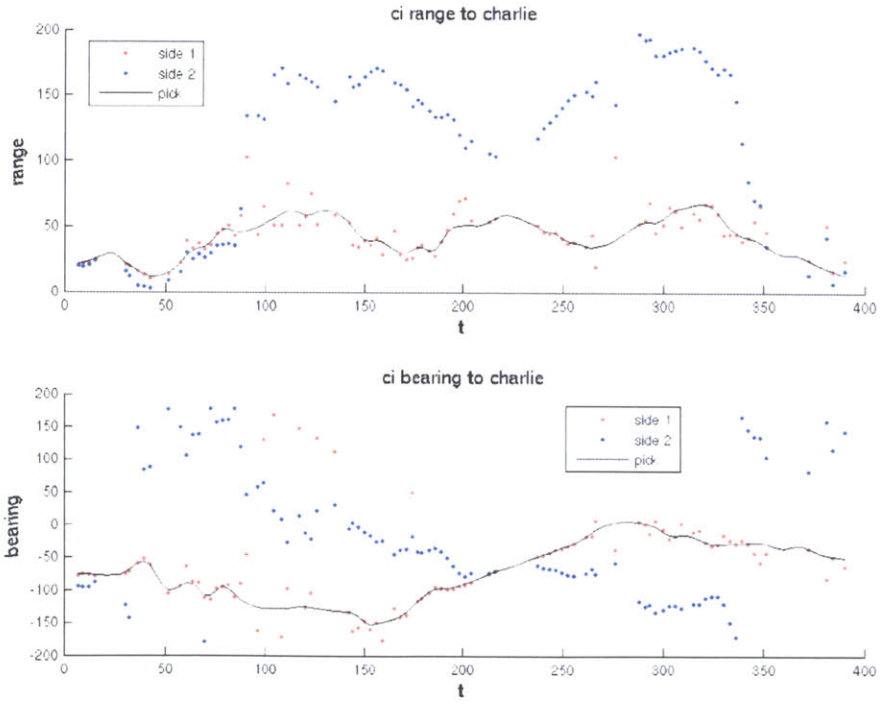 ci range to charlie
side 1
side 2
pick
range
200
150
100
50
0
0 50 100 150 200 250 300 350 400
t
ci bearing to charlie
side 1
side 2
pick
bearing
200
150
100
50
0
-50
-100
-150
-200
0 50 100 150 200 250 300 350 400
t